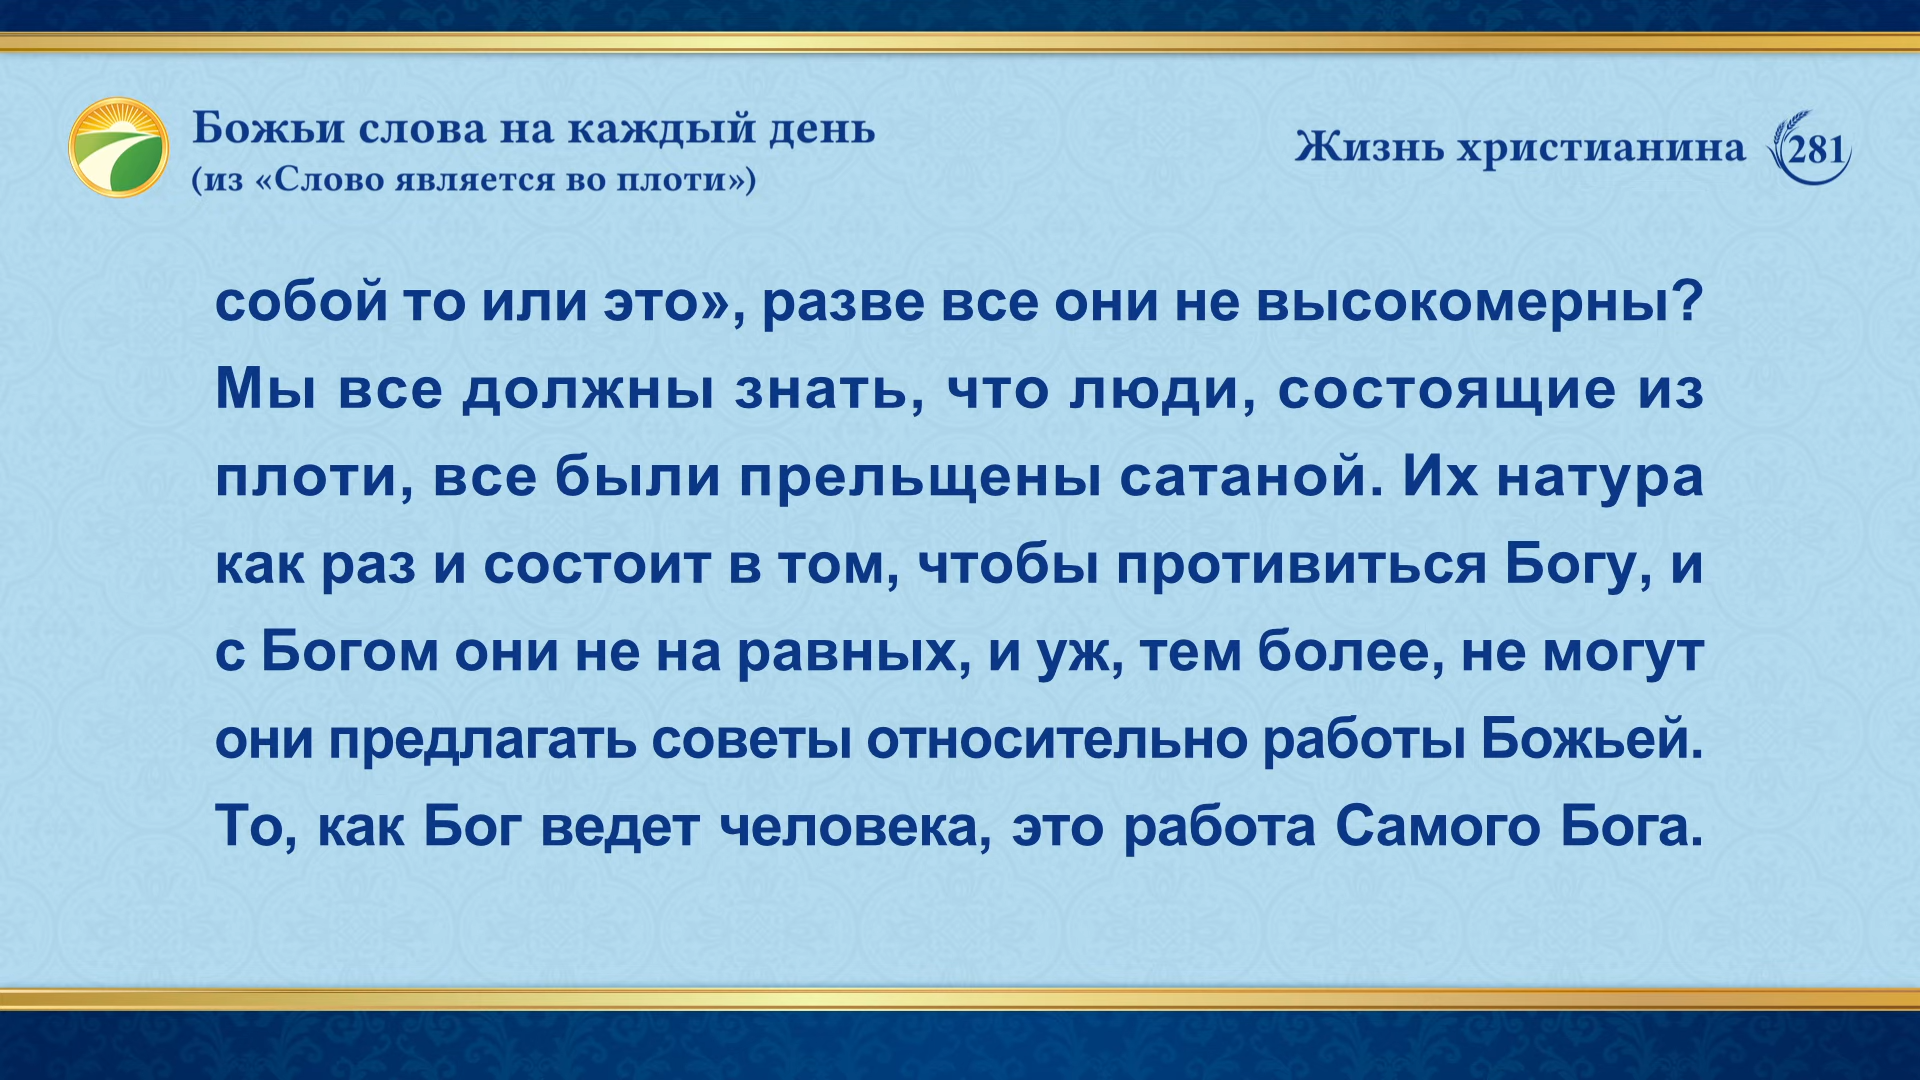 Божьи слова на каждый день
(из «Слово является во плоти»)
Жизнь христианина 281
собой то или это», разве все они не высокомерны?
Мы все должны знать, что люди, состоящие из
плоти, все были прельщены сатаной. Их натура
как раз и состоит в том, чтобы противиться Богу, и
с Богом они не на равных, и уж, тем более, не могут
они предлагать советы относительно работы Божьей.
То, как Бог ведет человека, это работа Самого Бога.